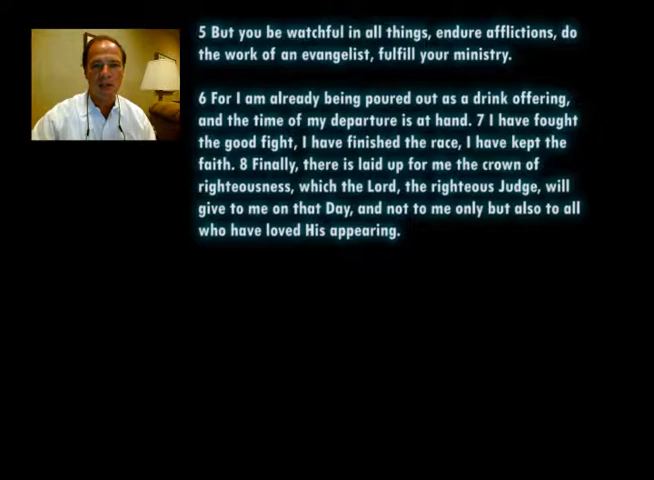 5 But you be watchful in all things, endure afflictions, do
the work of an evangelist, fulfill your ministry.
6 For I am already being poured out as a drink offering,
and the time of my departure is at hand. 7 I have fought
the good fight, I have finished the race, I have kept the
faith. 8 Finally, there is laid up for me the crown of
righteousness, which the Lord, the righteous Judge, will
give to me on that Day, and not to me only but also to all
who have loved His appearing.